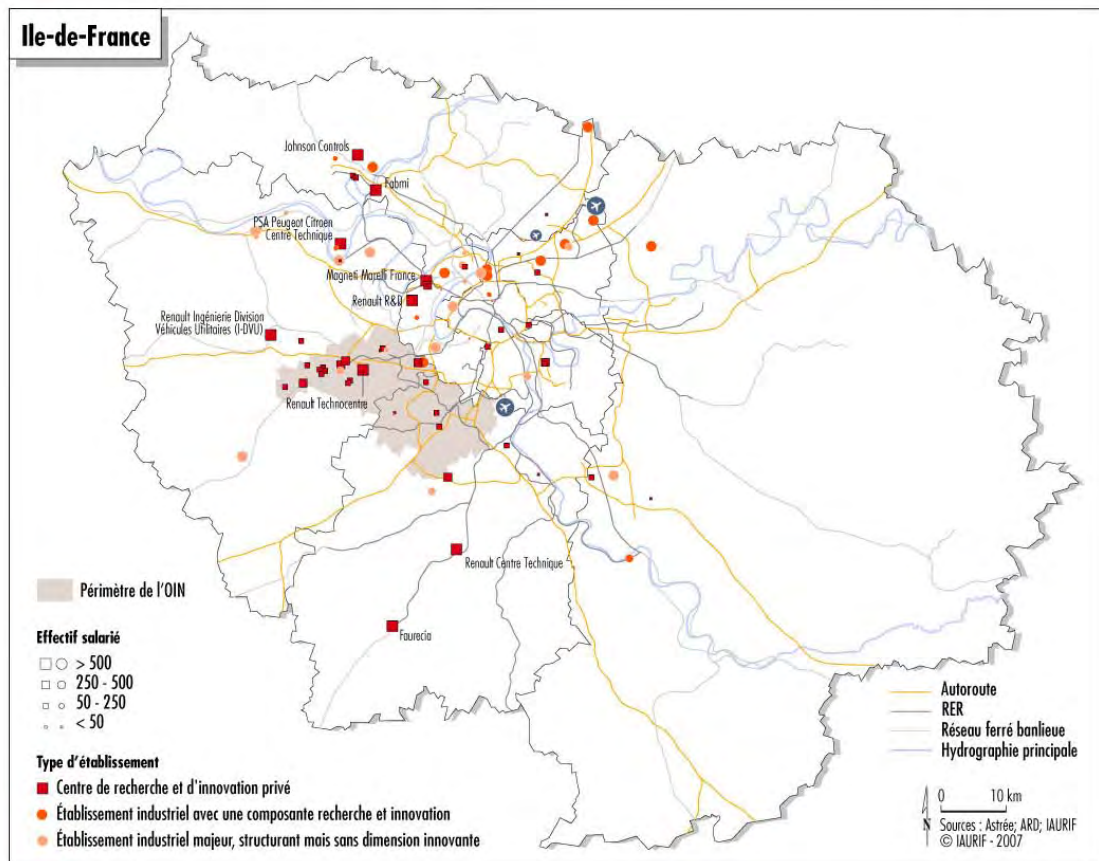 Ile-de-France
Johnson Controls
Fabmi
PSA Peugeot Citroen
Centre Technique
Magneti Marelli France
Renault R&D
Renault Ingénierie Division
Véhicules Utilitaires (I-DVU)
Renault Technocentre
Renault Centre Technique
Faurecia
Périmètre de l'OIN
Effectif salarié
> 500
250 - 500
50 - 250
< 50
Type d'établissement
Centre de recherche et d'innovation privé
Établissement industriel avec une composante recherche et innovation
Établissement industriel majeur, structurant mais sans dimension innovante
Autoroute
RER
Réseau ferré banlieue
Hydrographie principale
0 10 km
N
Sources : Astrée; ARD; IAURIF
© IAURIF - 2007